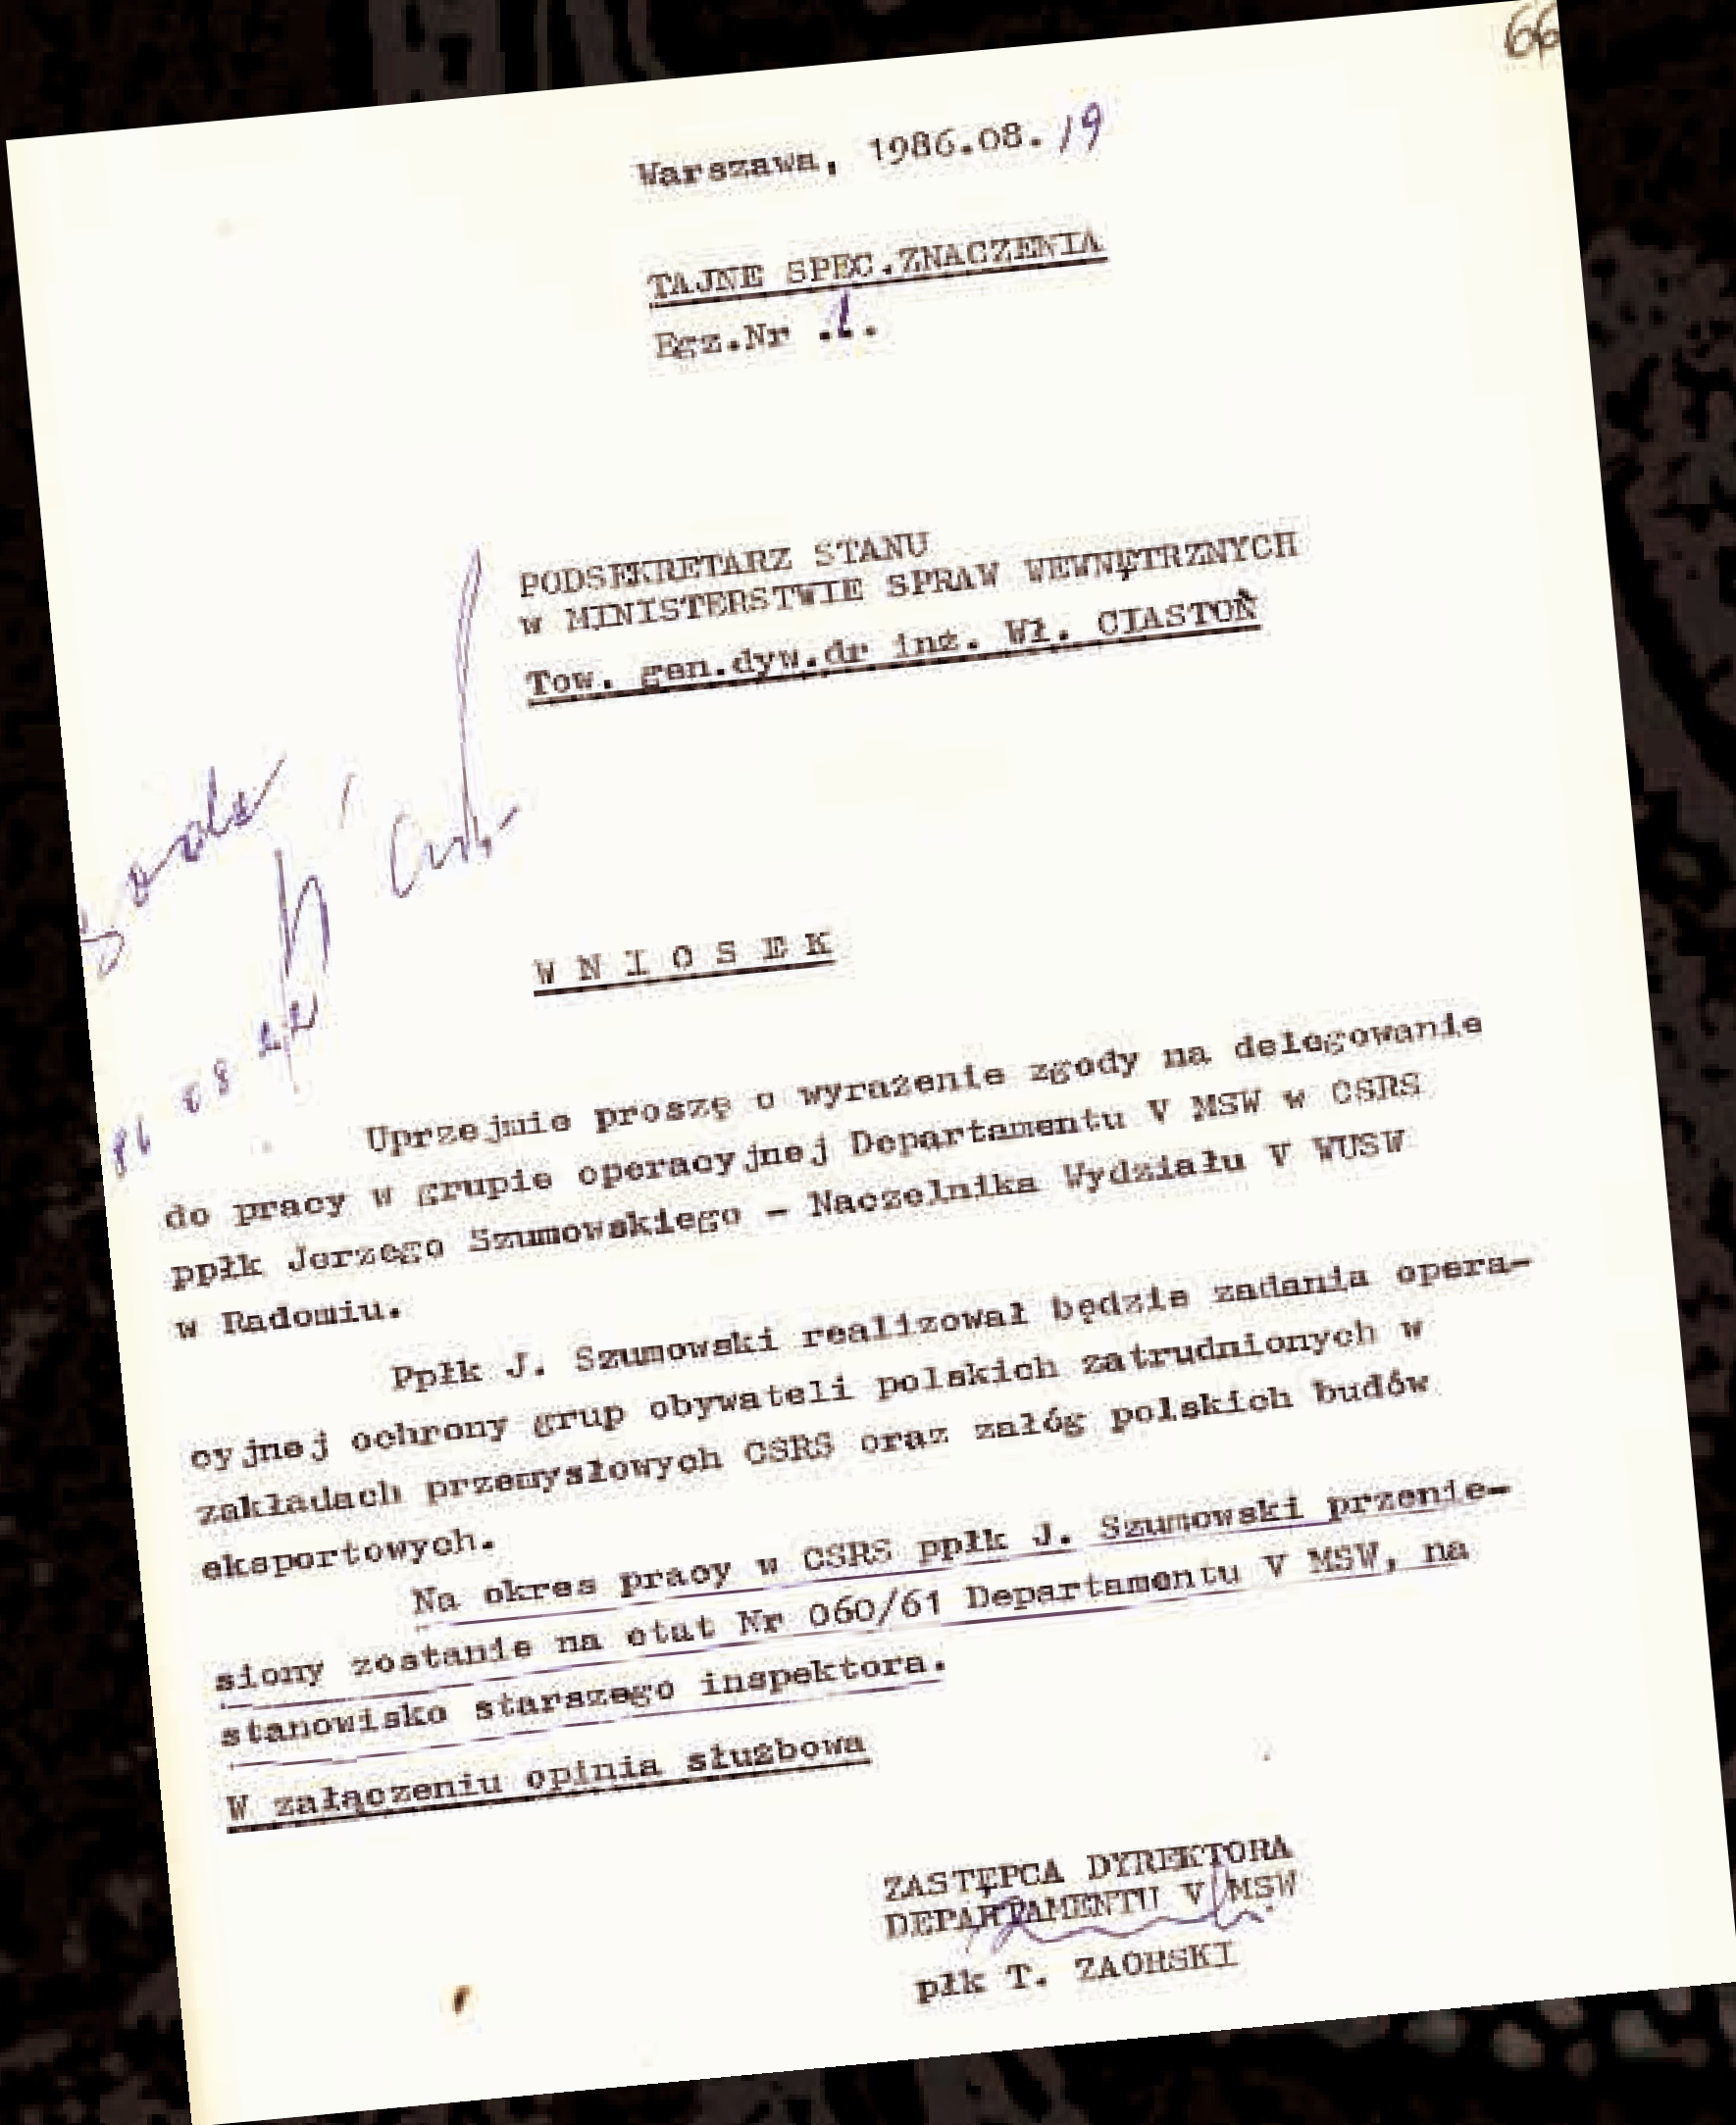 66
Warszawa, 1986.08.19
TAJNE SPEC.ZNACZENIA
Egz.Nr .1.
PODSEKRETARZ STANU
w MINISTERSTWIE SPRAW WEWNĘTRZNYCH
Tow. gen.dyw.dr inż. Wł. CIASTOŃ
W N I O S E K
Uprzejmie proszę o wyrażenie zgody na delegowanie
do pracy w grupie operacyjnej Departamentu V MSW w CSRS
ppłk Jerzego Szumowskiego – Naczelnika Wydziału V WUSW
w Radomiu.
Ppłk J. Szumowski realizował będzie zadania opera-
cyjnej ochrony grup obywateli polskich zatrudnionych w
zakładach przemysłowych CSRS oraz załóg polskich budów
eksportowych.
Na okres pracy w CSRS ppłk J. Szumowski przenie-
siony zostanie na etat Nr 060/61 Departamentu V MSW, na
stanowisko starszego inspektora.
W załączeniu opinia służbowa
ZASTĘPCA DYREKTORA
DEPARTAMENTU V MSW
płk T. ZAORSKI